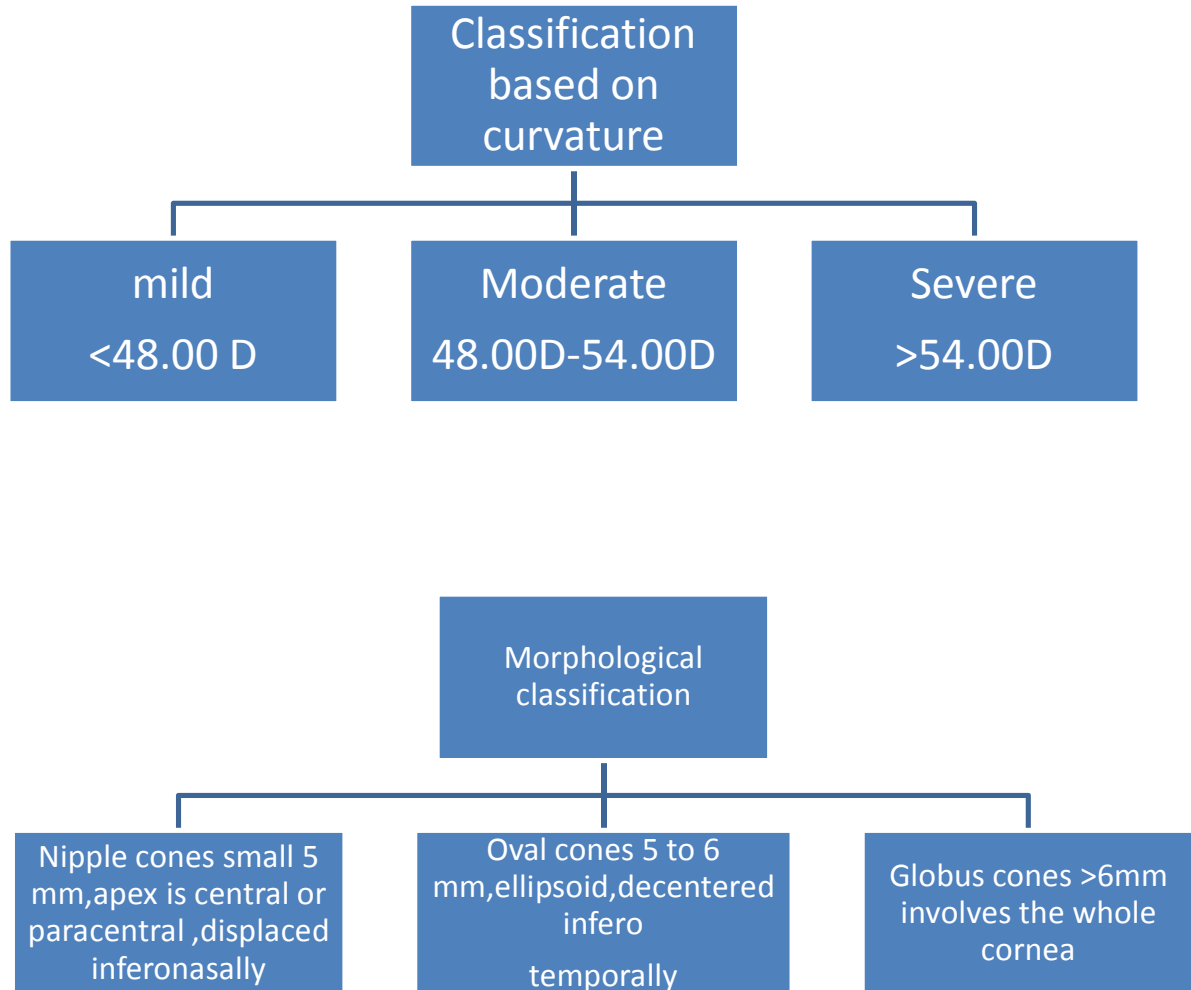 Classification
based on
curvature
mild
<48.00 D
Moderate
48.00D-54.00D
Severe
>54.00D
Morphological
classification
Nipple cones small 5
mm,apex is central or
paracentral ,displaced
inferonasally
Oval cones 5 to 6
mm,ellipsoid,decentered
infero
temporally
Globus cones >6mm
involves the whole
cornea